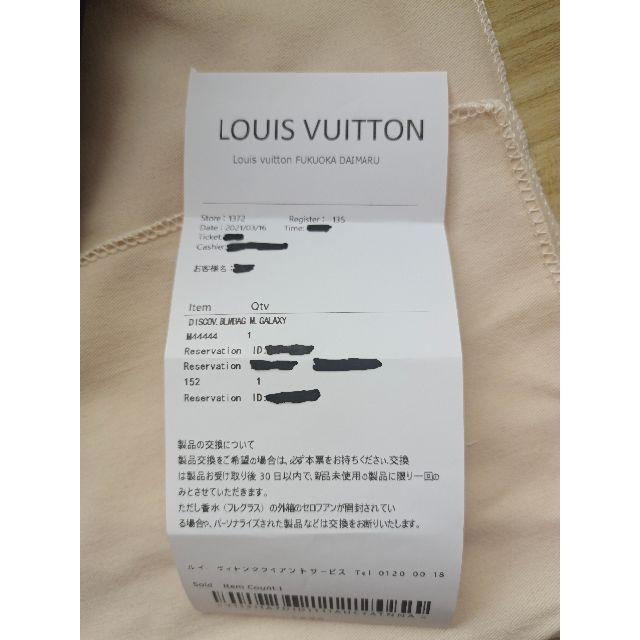 LOUIS VUITTON
Louis vuitton FUKUOKA DAIMARU
Store : 1372 Register : 135
Date : 2021/03/16 Time:
Ticket:
Cashier:
お客様名 :
Item Qty
DISCOV.BLMBAG M.GALAXY
M44444 1
Reservation ID:
Reservation
152 1
Reservation ID:
製品の交換について
製品交換をご希望の場合は、必ず本票をお持ちください.交換
は製品お受け取り後 30 日以内で、新品未使用の製品に限り一回の
みとさせていただきます。
ただし香水 (フレグラス) の外箱のセロフアンが開封されてい
る場合や、パーソナライズされた製品などは交換をお断りいたします。
ルイ ヴィトンクライアントサービス Tel 0120 00 18
Sold Item Count:1